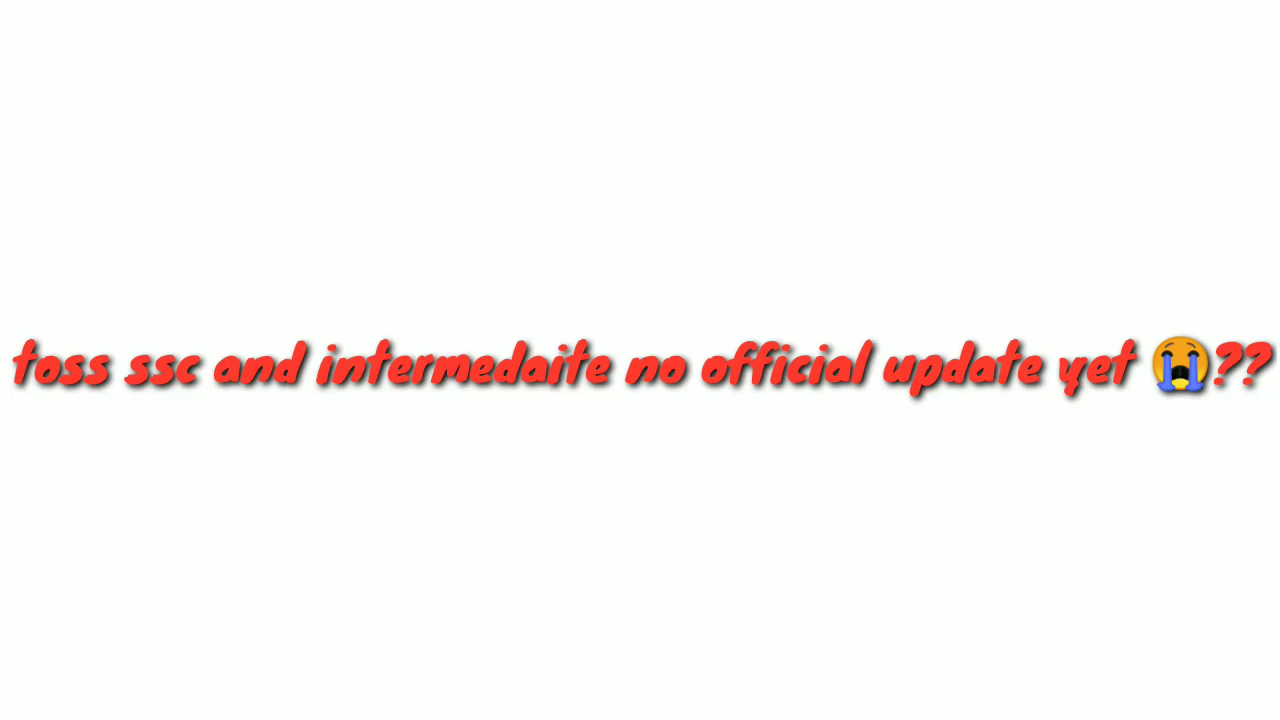 toss ssc and intermedaite no official update yet 😭??